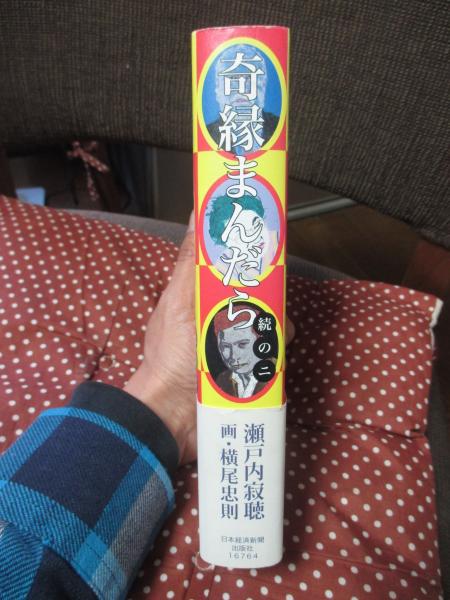 奇縁まんだら
続の二
瀬戸内寂聴
画・横尾忠則
日本経済新聞
出版社
16764